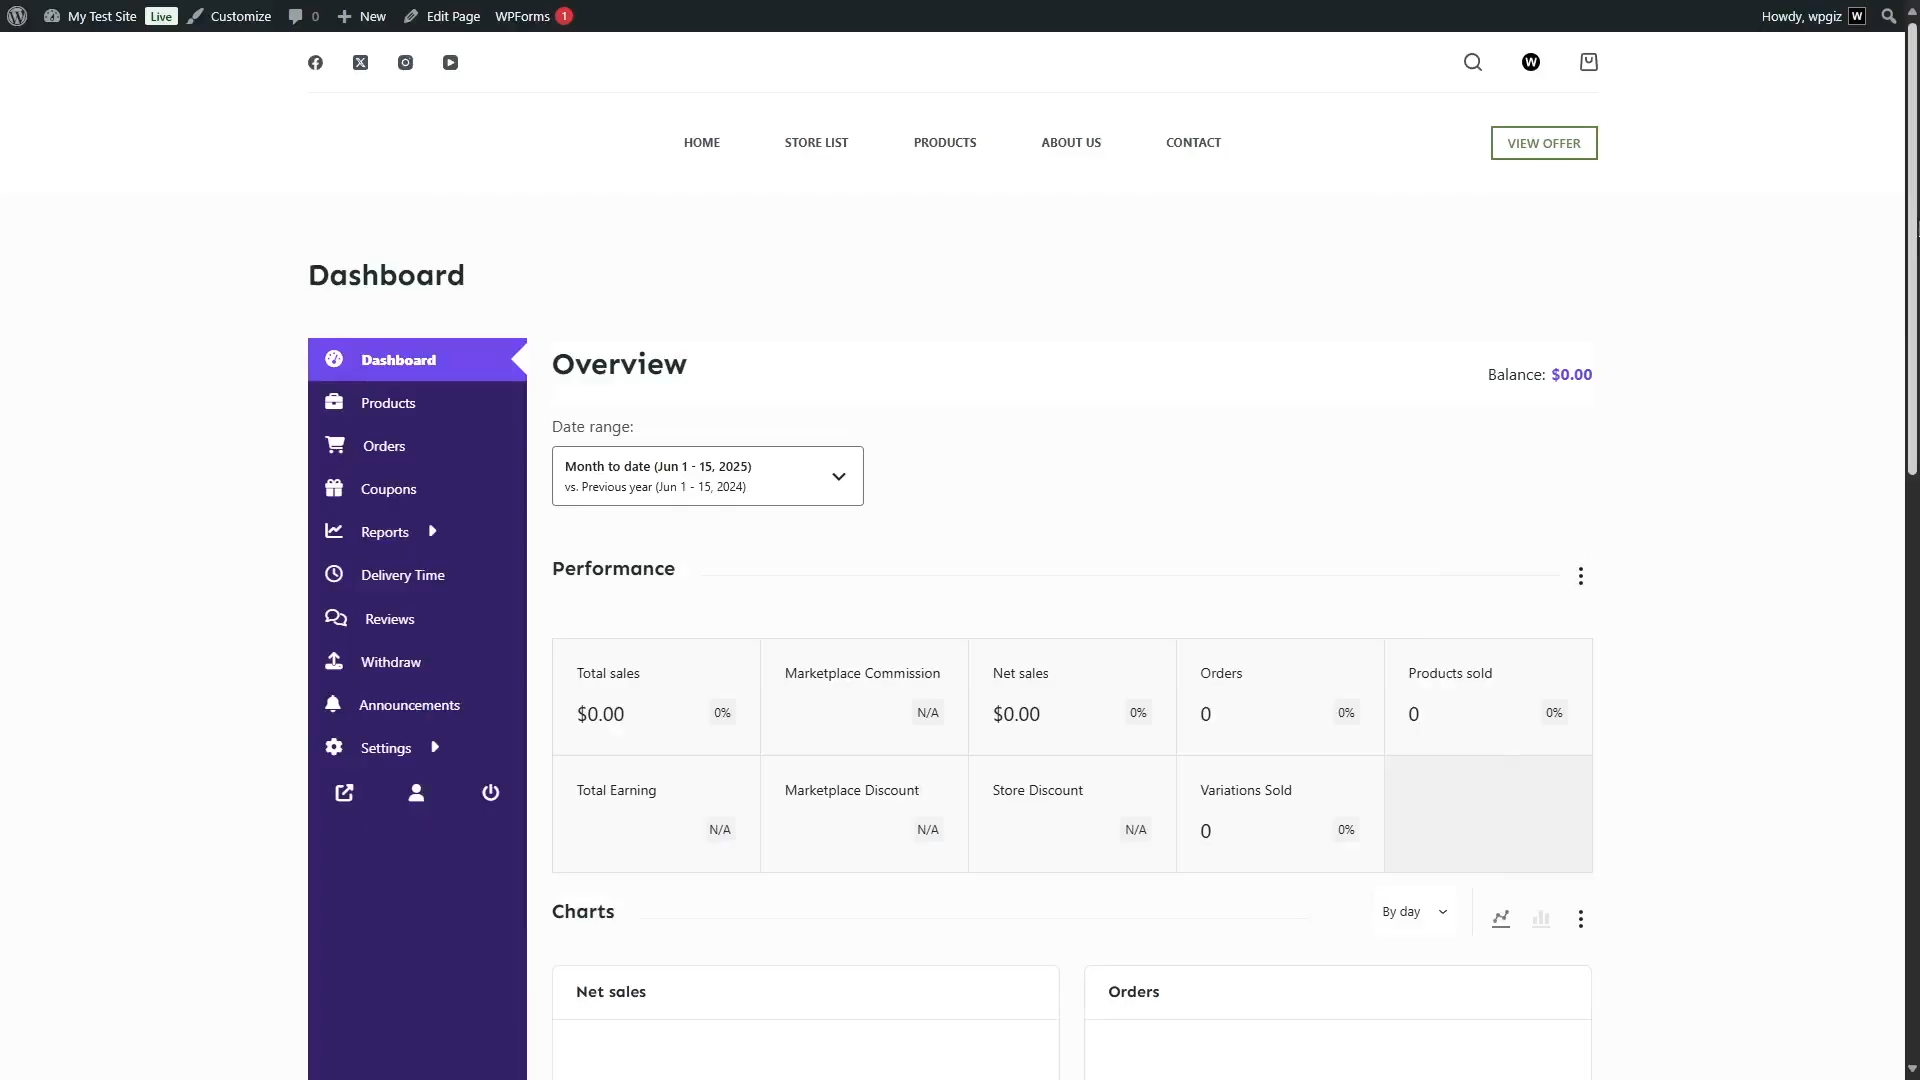 My Test Site Live Customize 0 New Edit Page WPForms 1 Howdy, wpgiz W
W
HOME STORE LIST PRODUCTS ABOUT US CONTACT VIEW OFFER
Dashboard
Dashboard
Products
Orders
Coupons
Reports
Delivery Time
Reviews
Withdraw
Announcements
Settings
Overview
Balance: $0.00
Date range:
Month to date (Jun 1 - 15, 2025)
vs. Previous year (Jun 1 - 15, 2024)
Performance
Total sales
$0.00 0%
Marketplace Commission
N/A
Net sales
$0.00 0%
Orders
0 0%
Products sold
0 0%
Total Earning
N/A
Marketplace Discount
N/A
Store Discount
N/A
Variations Sold
0 0%
Charts
By day
Net sales
Orders